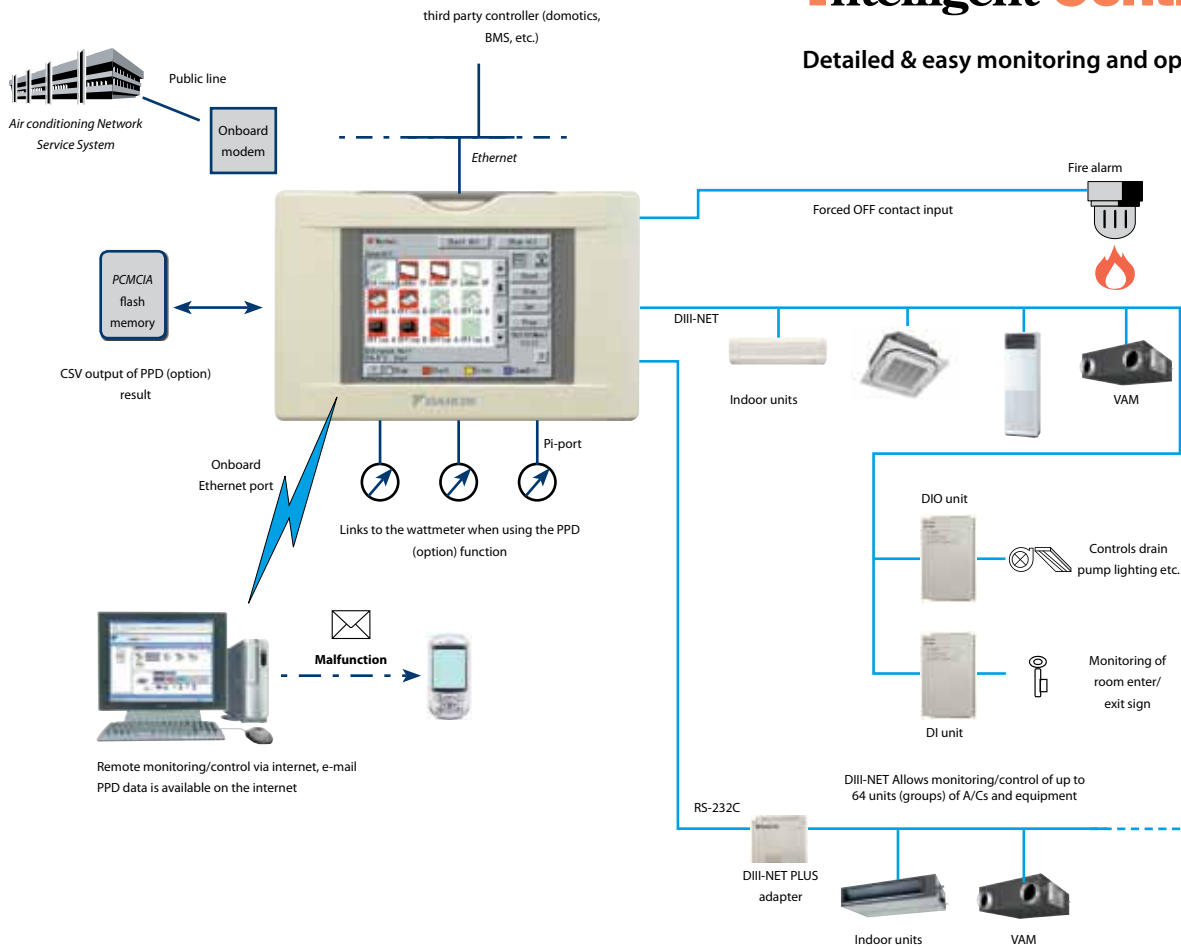 Intelligent
Detailed & easy monitoring and op
third party controller (domotics,
BMS, etc.)
Public line
Air conditioning Network
Service System
Onboard
modem
Ethernet
Fire alarm
Forced OFF contact input
PCMCIA
flash
memory
CSV output of PPD (option)
result
DAIKIN
DIII-NET
Indoor units
VAM
Pi-port
Onboard
Ethernet port
Links to the wattmeter when using the PPD
(option) function
DIO unit
Controls drain
pump lighting etc.
Malfunction
Monitoring of
room enter/
exit sign
DI unit
Remote monitoring/control via internet, e-mail
PPD data is available on the internet
DIII-NET Allows monitoring/control of up to
64 units (groups) of A/Cs and equipment
RS-232C
DIII-NET PLUS
adapter
Indoor units
VAM